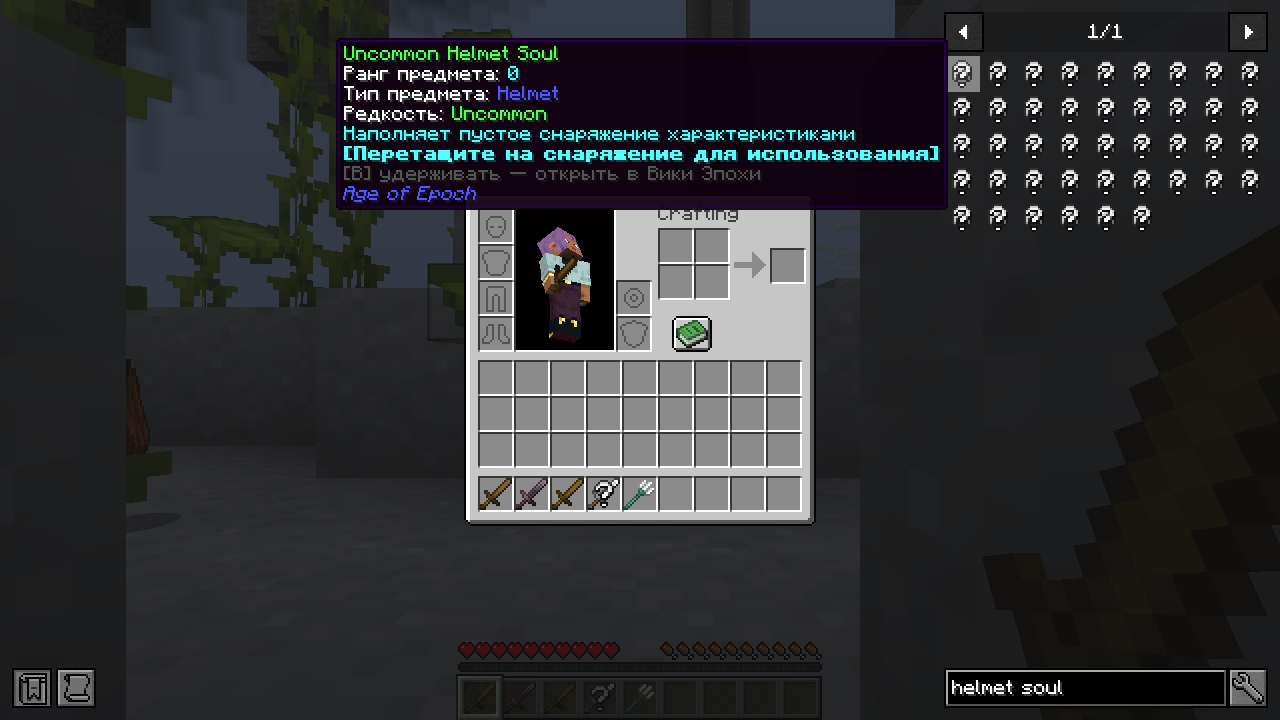 1/1
Uncommon Helmet Soul
Ранг предмета: 0
Тип предмета: Helmet
Редкость: Uncommon
Наполняет пустое снаряжение характеристиками
[Перетащите на снаряжение для использования]
[B] удерживать — открыть в Вики Эпохи
Age of Epoch
Crafting
helmet soul